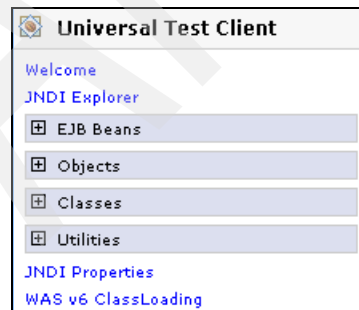 Universal Test Client
Welcome
JNDI Explorer
EJB Beans
Objects
Classes
Utilities
JNDI Properties
WAS v6 ClassLoading